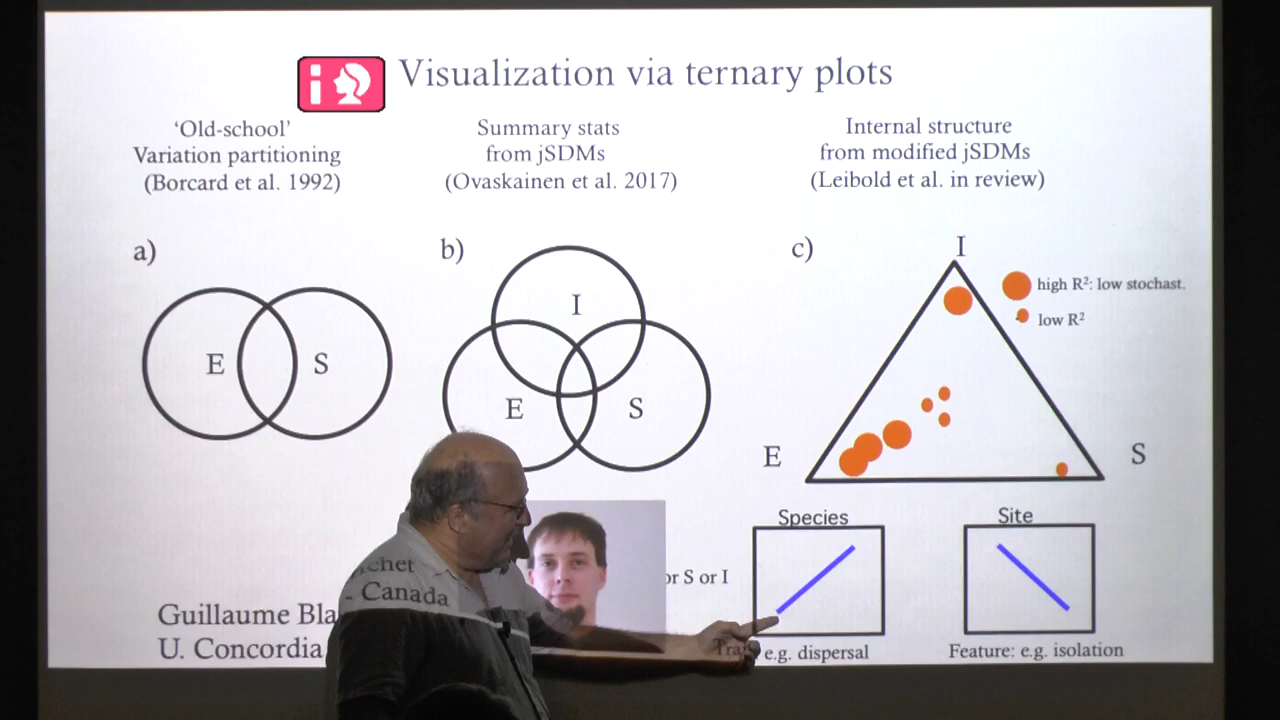 i
Visualization via ternary plots
‘Old-school’
Variation partitioning
(Borcard et al. 1992)
Summary stats
from jSDMs
(Ovaskainen et al. 2017)
Internal structure
from modified jSDMs
(Leibold et al. in review)
a)
E
S
b)
I
E
S
c)
I
E
S
high R²: low stochast.
low R²
Species
Site
or S or I
e.g. dispersal
Feature: e.g. isolation
Guillaume
U. Concordia
Canada